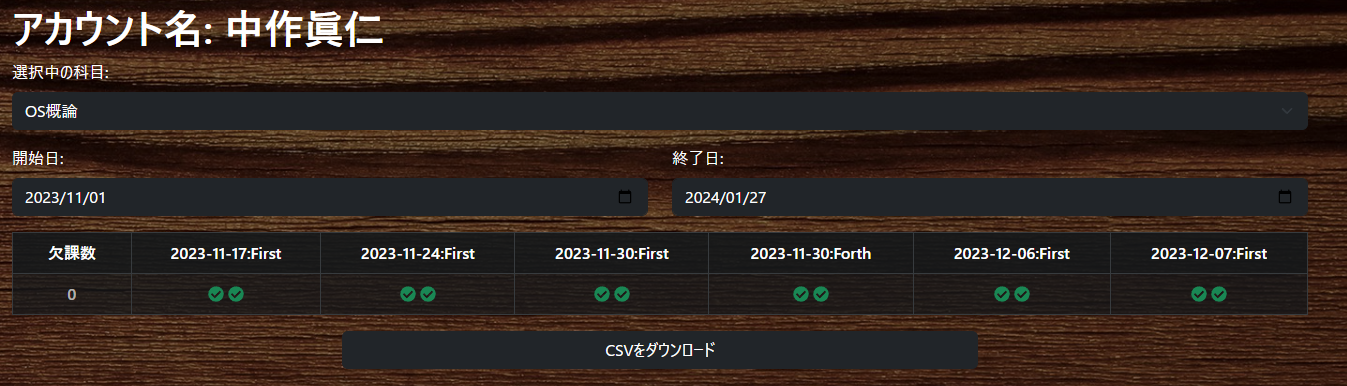 アカウント名: 中作眞仁
選択中の科目:
OS概論
開始日: 終了日:
2023/11/01 2024/01/27
欠課数 2023-11-17:First 2023-11-24:First 2023-11-30:First 2023-11-30:Forth 2023-12-06:First 2023-12-07:First
0
CSVをダウンロード